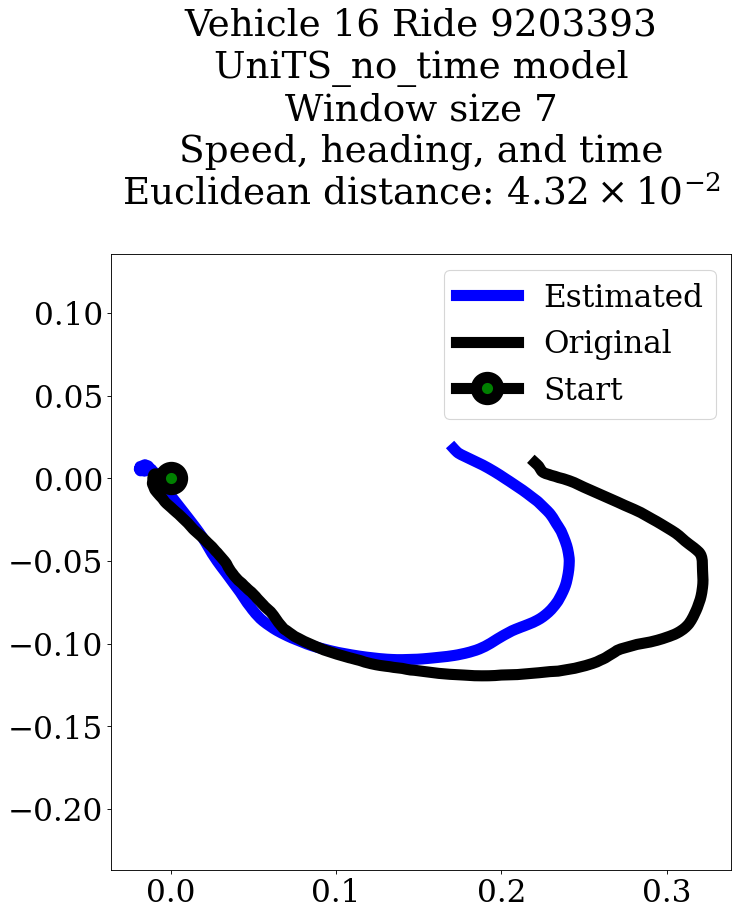 Vehicle 16 Ride 9203393
UniTS_no_time model
Window size 7
Speed, heading, and time
Euclidean distance: 4.32 × 10⁻²
Estimated
Original
Start
0.10
0.05
0.00
−0.05
−0.10
−0.15
−0.20
0.0 0.1 0.2 0.3